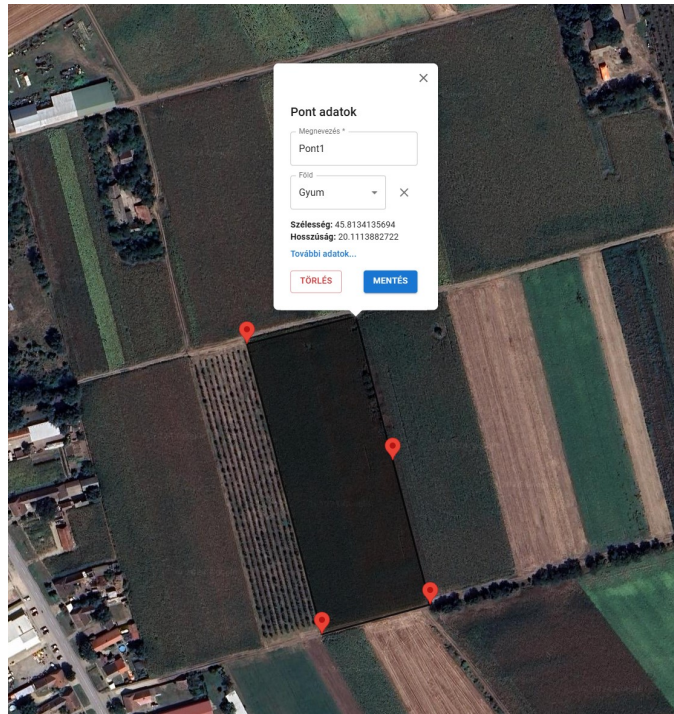 Pont adatok
Megnevezés *
Pont1
Föld
Gyum
Szélesség: 45.8134135694
Hosszúság: 20.1113882722
További adatok...
TÖRLÉS
MENTÉS